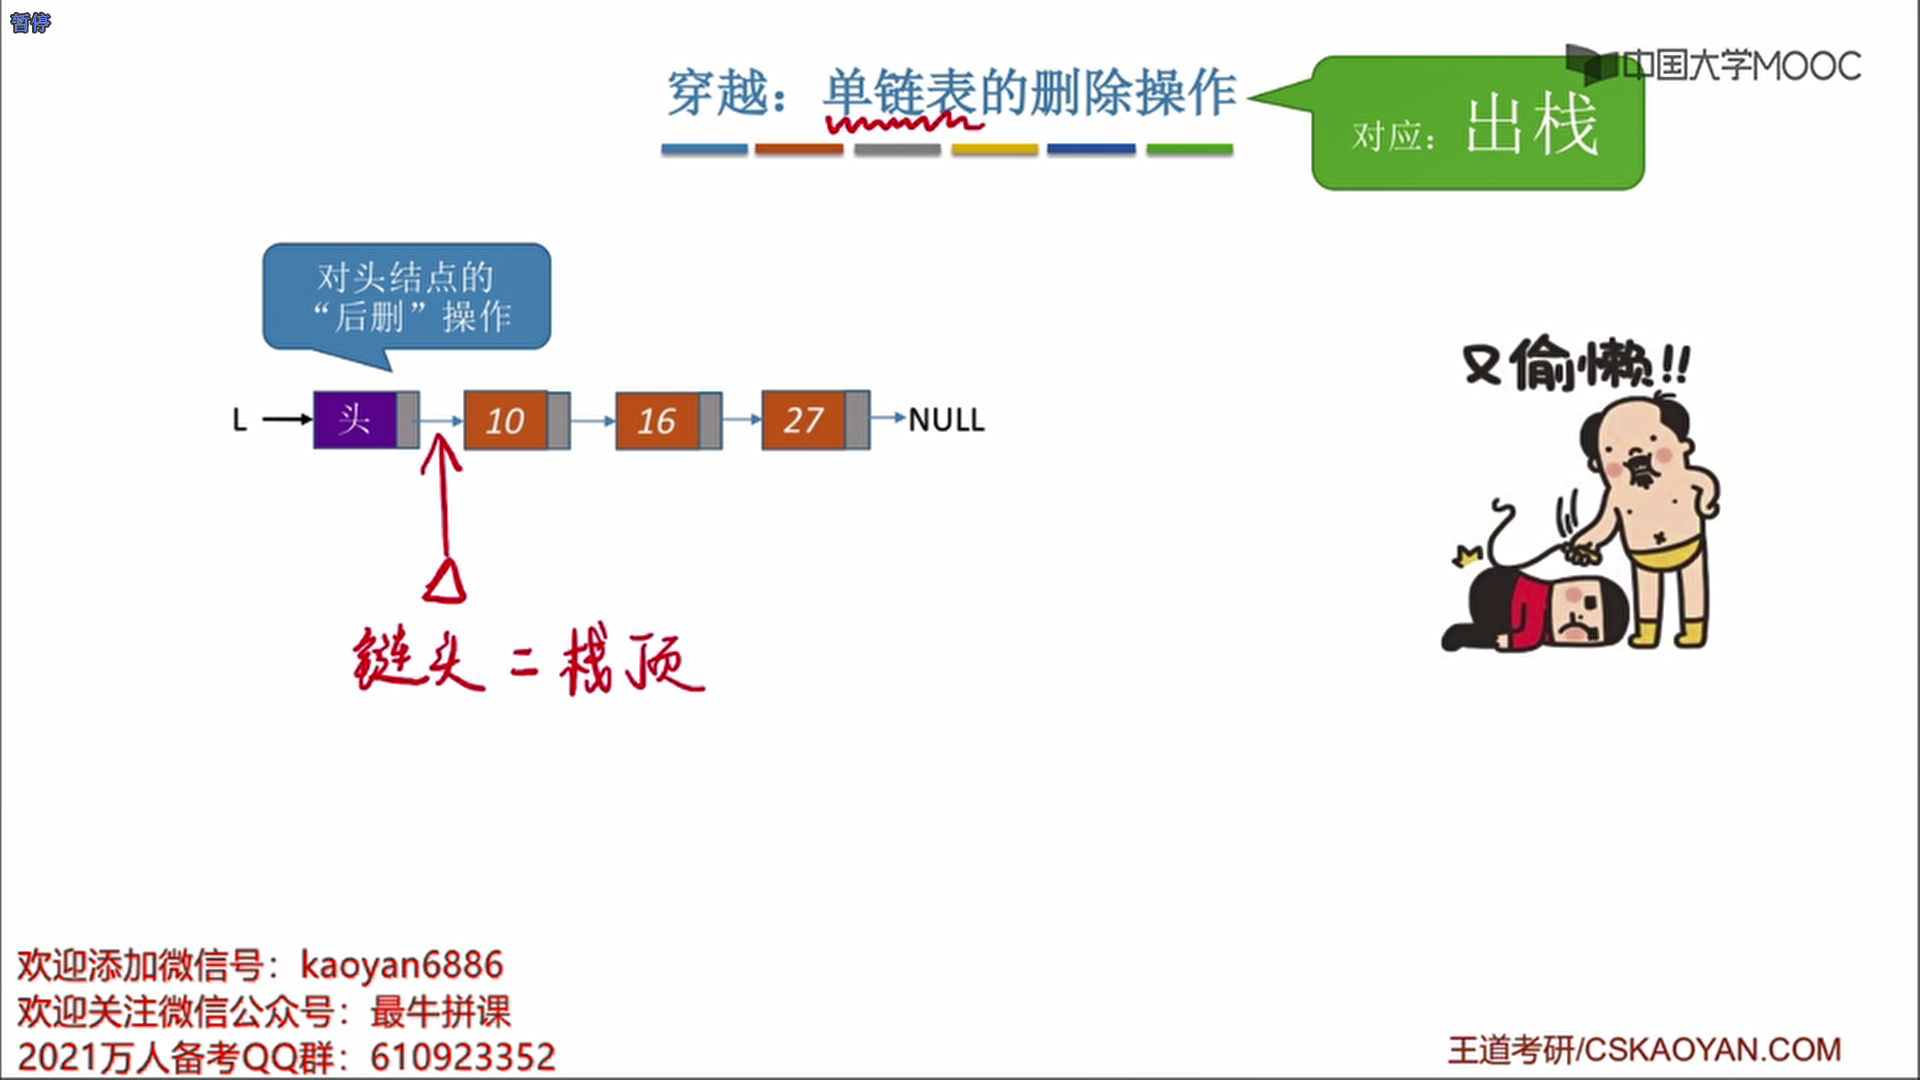 暂停
中国大学MOOC
穿越：单链表的删除操作
对应：出栈
对头结点的
“后删”操作
L 头 10 16 27 NULL
又偷懒!!
链头=栈顶
欢迎添加微信号：kaoyan6886
欢迎关注微信公众号：最牛拼课
2021万人备考QQ群：610923352
王道考研/CSKAOYAN.COM